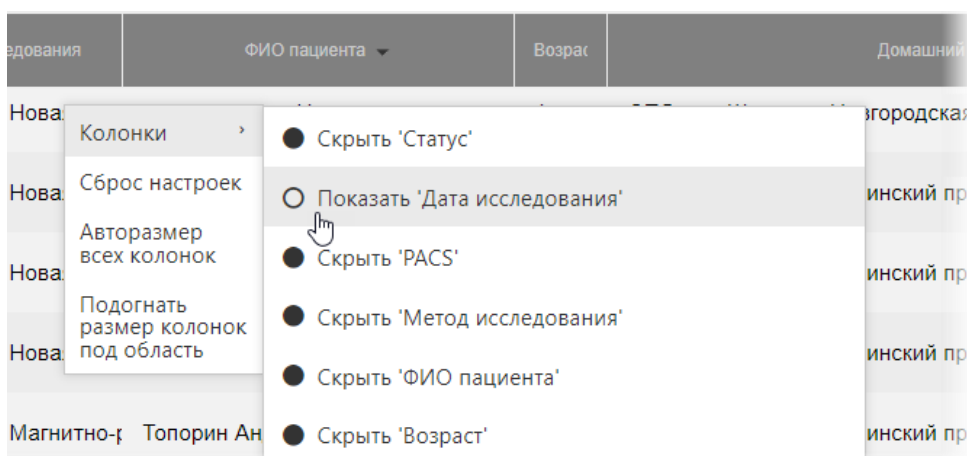 едования ФИО пациента Возрас Домашний
Нова
Колонки
Скрыть 'Статус'
Сброс настроек
Показать 'Дата исследования'
Нова
инский пр
Авторазмер
всех колонок
Скрыть 'PACS'
Нова
инский пр
Подогнать
размер колонок
под область
Скрыть 'Метод исследования'
Нова
инский пр
Скрыть 'ФИО пациента'
Магнитно-р Топорин Ан
Скрыть 'Возраст'
инский пр